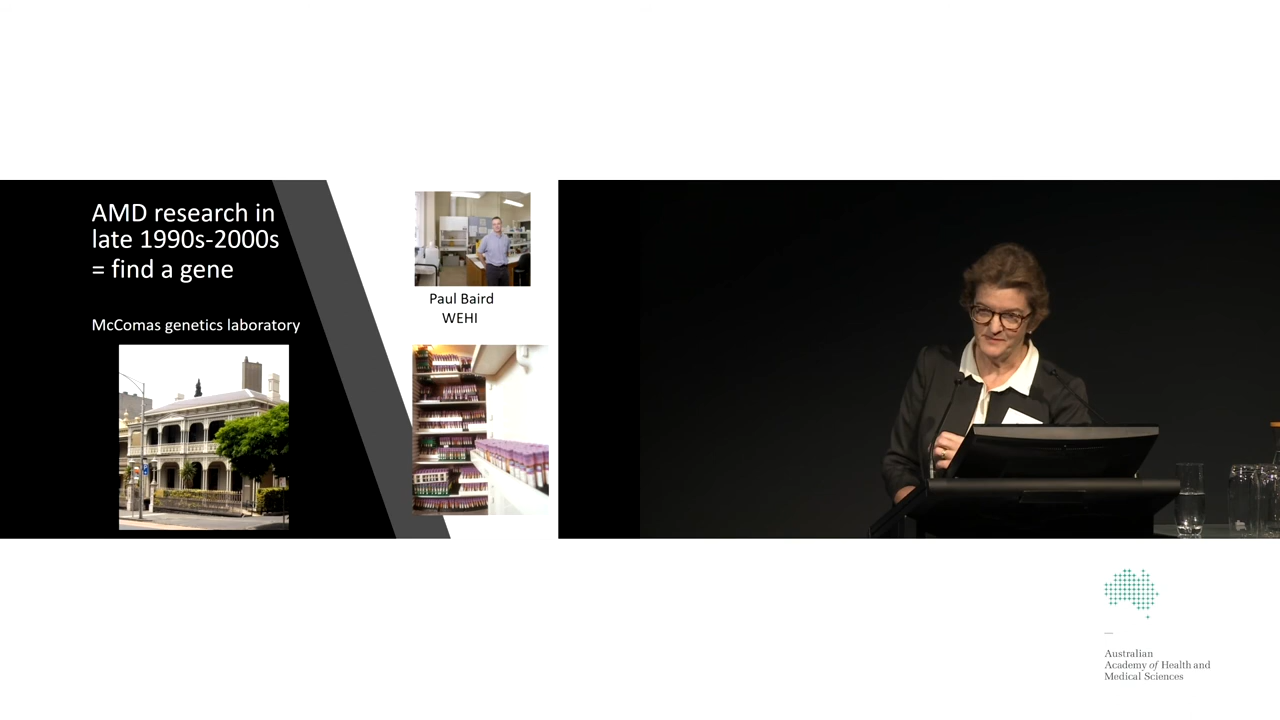 AMD research in
late 1990s-2000s
= find a gene
McComas genetics laboratory
Paul Baird
WEHI
Australian
Academy of Health and
Medical Sciences